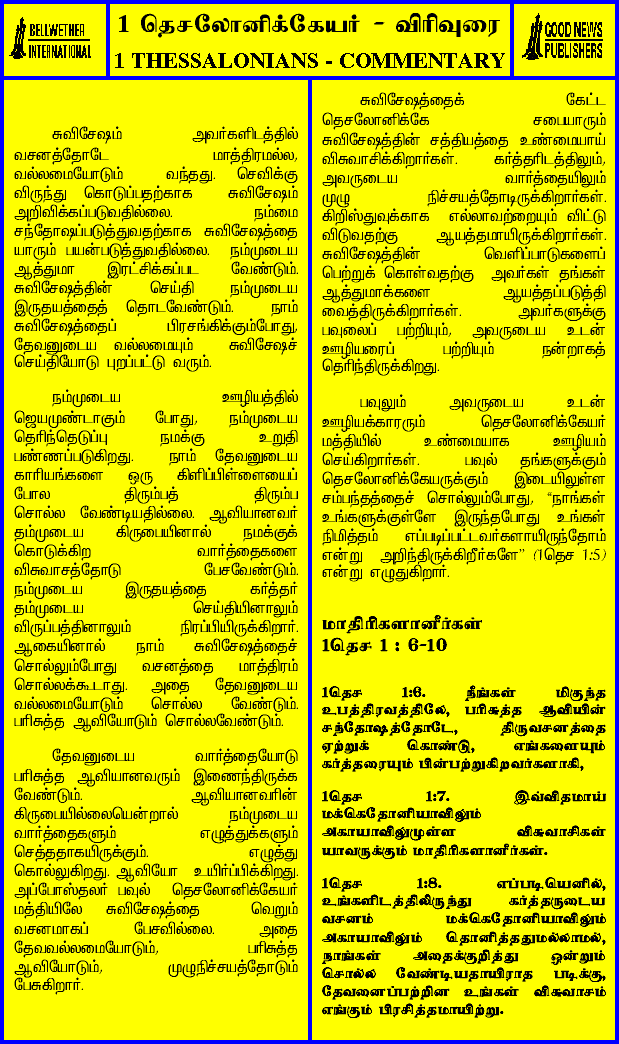 BELLWETHER
INTERNATIONAL
1 தெசலோனிக்கேயர் - விரிவுரை
1 THESSALONIANS - COMMENTARY
GOOD NEWS
PUBLISHERS
சுவிசேஷம் அவர்களிடத்தில்
வசனத்தோடே மாத்திரமல்ல,
வல்லமையோடும் வந்தது. செவிக்கு
விருந்து கொடுப்பதற்காக சுவிசேஷம்
அறிவிக்கப்படுவதில்லை. நம்மை
சந்தோஷப்படுத்துவதற்காக சுவிசேஷத்தை
யாரும் பயன்படுத்துவதில்லை. நம்முடைய
ஆத்துமா இரட்சிக்கப்பட வேண்டும்.
சுவிசேஷத்தின் செய்தி நம்முடைய
இருதயத்தைத் தொடவேண்டும். நாம்
சுவிசேஷத்தைப் பிரசங்கிக்கும்போது,
தேவனுடைய வல்லமையும் சுவிசேஷச்
செய்தியோடு புறப்பட்டு வரும்.
நம்முடைய ஊழியத்தில்
ஜெயமுண்டாகும் போது, நம்முடைய
தெரிந்தெடுப்பு நமக்கு உறுதி
பண்ணப்படுகிறது. நாம் தேவனுடைய
காரியங்களை ஒரு கிளிப்பிள்ளையைப்
போல திரும்பத் திரும்ப
சொல்ல வேண்டியதில்லை. ஆவியானவர்
தம்முடைய கிருபையினால் நமக்குக்
கொடுக்கிற வார்த்தைகளை
விசுவாசத்தோடு பேசவேண்டும்.
நம்முடைய இருதயத்தை கர்த்தர்
தம்முடைய செய்தியினாலும்
விருப்பத்தினாலும் நிரப்பியிருக்கிறார்.
ஆகையினால் நாம் சுவிசேஷத்தைச்
சொல்லும்போது வசனத்தை மாத்திரம்
சொல்லக்கூடாது. அதை தேவனுடைய
வல்லமையோடும் சொல்ல வேண்டும்.
பரிசுத்த ஆவியோடும் சொல்லவேண்டும்.
தேவனுடைய வார்த்தையோடு
பரிசுத்த ஆவியானவரும் இணைந்திருக்க
வேண்டும். ஆவியானவரின்
கிருபையில்லையென்றால் நம்முடைய
வார்த்தைகளும் எழுத்துக்களும்
செத்ததாகயிருக்கும். எழுத்து
கொல்லுகிறது. ஆவியோ உயிர்ப்பிக்கிறது.
அப்போஸ்தலர் பவுல் தெசலோனிக்கேயர்
மத்தியிலே சுவிசேஷத்தை வெறும்
வசனமாகப் பேசவில்லை. அதை
தேவவல்லமையோடும், பரிசுத்த
ஆவியோடும், முழுநிச்சயத்தோடும்
பேசுகிறார்.
சுவிசேஷத்தைக் கேட்ட
தெசலோனிக்கே சபையாரும்
சுவிசேஷத்தின் சத்தியத்தை உண்மையாய்
விசுவாசிக்கிறார்கள். கர்த்தரிடத்திலும்,
அவருடைய வார்த்தையிலும்
முழு நிச்சயத்தோடிருக்கிறார்கள்.
கிறிஸ்துவுக்காக எல்லாவற்றையும் விட்டு
விடுவதற்கு ஆயத்தமாயிருக்கிறார்கள்.
சுவிசேஷத்தின் வெளிப்பாடுகளைப்
பெற்றுக் கொள்வதற்கு அவர்கள் தங்கள்
ஆத்துமாக்களை ஆயத்தப்படுத்தி
வைத்திருக்கிறார்கள். அவர்களுக்கு
பவுலைப் பற்றியும், அவருடைய உடன்
ஊழியரைப் பற்றியும் நன்றாகத்
தெரிந்திருக்கிறது.
பவுலும் அவருடைய உடன்
ஊழியக்காரரும் தெசலோனிக்கேயர்
மத்தியில் உண்மையாக ஊழியம்
செய்கிறார்கள். பவுல் தங்களுக்கும்
தெசலோனிக்கேயருக்கும் இடையிலுள்ள
சம்பந்தத்தைச் சொல்லும்போது, "நாங்கள்
உங்களுக்குள்ளே இருந்தபோது உங்கள்
நிமித்தம் எப்படிப்பட்டவர்களாயிருந்தோம்
என்று அறிந்திருக்கிறீர்களே" (1தெச 1:5)
என்று எழுதுகிறார்.
மாதிரிகளானீர்கள்
1தெச 1 : 6-10
1தெச 1:6. நீங்கள் மிகுந்த
உபத்திரவத்திலே, பரிசுத்த ஆவியின்
சந்தோஷத்தோடே, திருவசனத்தை
ஏற்றுக் கொண்டு, எங்களையும்
கர்த்தரையும் பின்பற்றுகிறவர்களாகி,
1தெச 1:7. இவ்விதமாய்
மக்கெதோனியாவிலும்
அகாயாவிலுமுள்ள விசுவாசிகள்
யாவருக்கும் மாதிரிகளானீர்கள்.
1தெச 1:8. எப்படியெனில்,
உங்களிடத்திலிருந்து கர்த்தருடைய
வசனம் மக்கெதோனியாவிலும்
அகாயாவிலும் தொனித்ததுமல்லாமல்,
நாங்கள் அதைக்குறித்து ஒன்றும்
சொல்ல வேண்டியதாயிராத படிக்கு,
தேவனைப்பற்றின உங்கள் விசுவாசம்
எங்கும் பிரசித்தமாயிற்று.